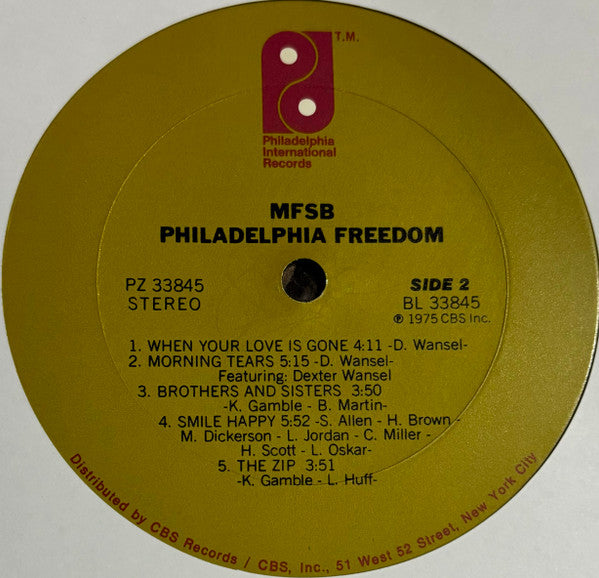 T.M.
Philadelphia
International
Records
MFSB
PHILADELPHIA FREEDOM
PZ 33845
STEREO
SIDE 2
BL 33845
℗ 1975 CBS Inc.
1. WHEN YOUR LOVE IS GONE 4:11 -D. Wansel-
2. MORNING TEARS 5:15 -D. Wansel-
Featuring: Dexter Wansel
3. BROTHERS AND SISTERS 3:50
-K. Gamble - B. Martin-
4. SMILE HAPPY 5:52 -S. Allen - H. Brown -
M. Dickerson - L. Jordan - C. Miller -
H. Scott - L. Oskar-
5. THE ZIP 3:51
-K. Gamble - L. Huff-
Distributed by CBS Records / CBS, Inc., 51 West 52 Street, New York City